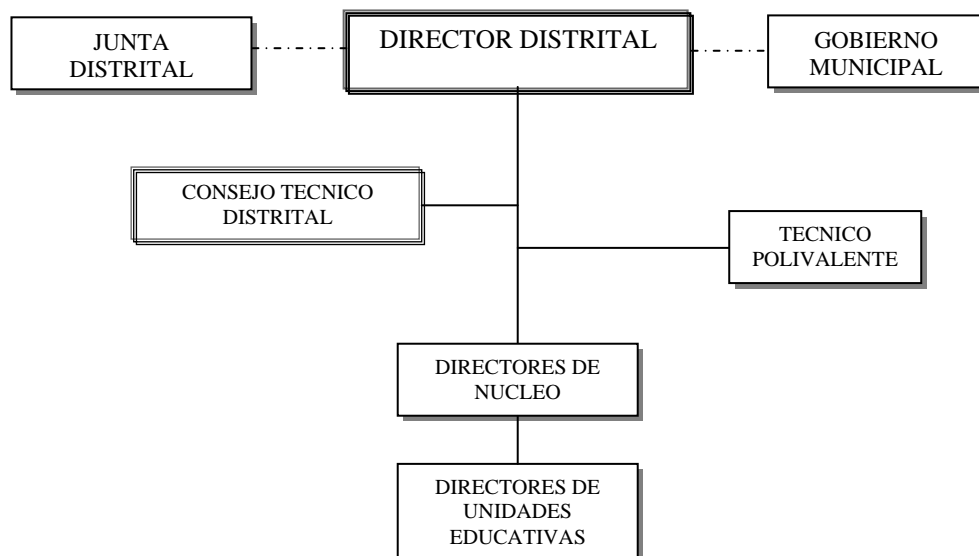 JUNTA
DISTRITAL
DIRECTOR DISTRITAL
GOBIERNO
MUNICIPAL
CONSEJO TECNICO
DISTRITAL
TECNICO
POLIVALENTE
DIRECTORES DE
NUCLEO
DIRECTORES DE
UNIDADES
EDUCATIVAS